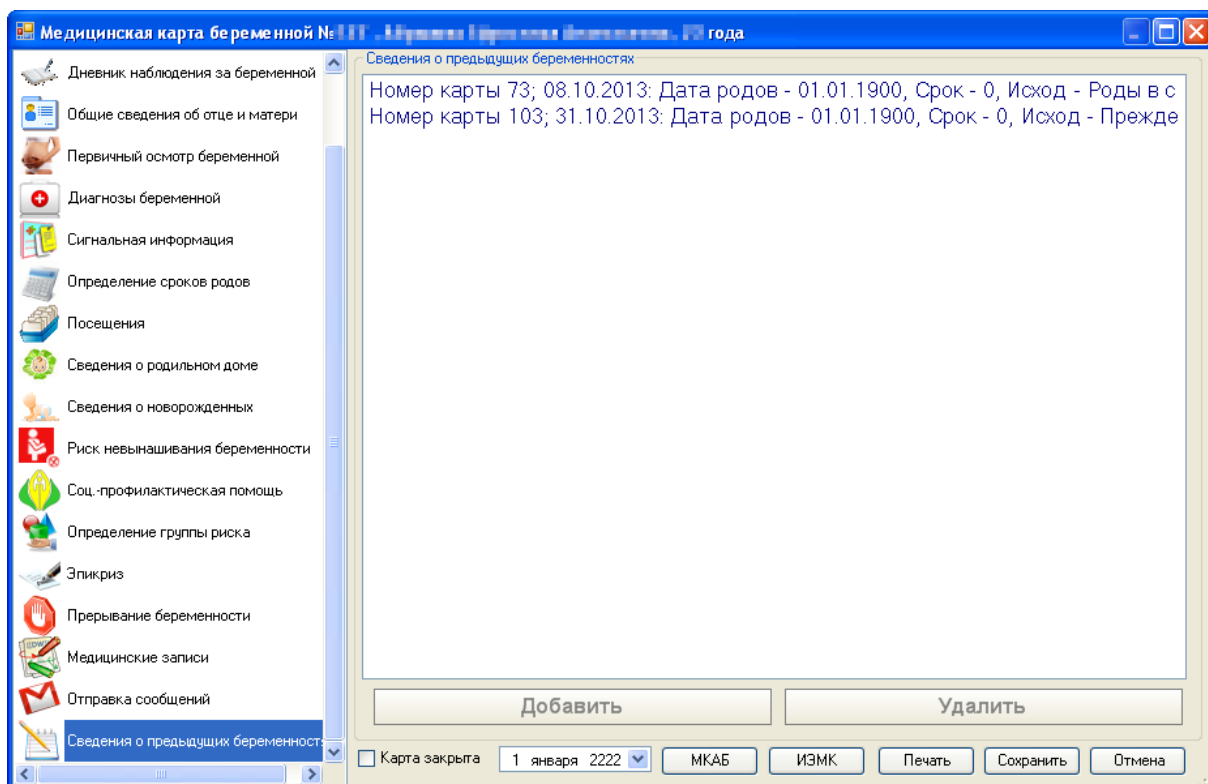 Медицинская карта беременной № года
Дневник наблюдения за беременной
Общие сведения об отце и матери
Первичный осмотр беременной
Диагнозы беременной
Сигнальная информация
Определение сроков родов
Посещения
Сведения о родильном доме
Сведения о новорожденных
Риск невынашивания беременности
Соц.-профилактическая помощь
Определение группы риска
Эпикриз
Прерывание беременности
Медицинские записи
Отправка сообщений
Сведения о предыдущих беременност
Сведения о предыдущих беременностях
Номер карты 73; 08.10.2013: Дата родов - 01.01.1900, Срок - 0, Исход - Роды в с
Номер карты 103; 31.10.2013: Дата родов - 01.01.1900, Срок - 0, Исход - Прежде
Добавить Удалить
Карта закрыта 1 января 2222 МКАБ ИЭМК Печать Сохранить Отмена